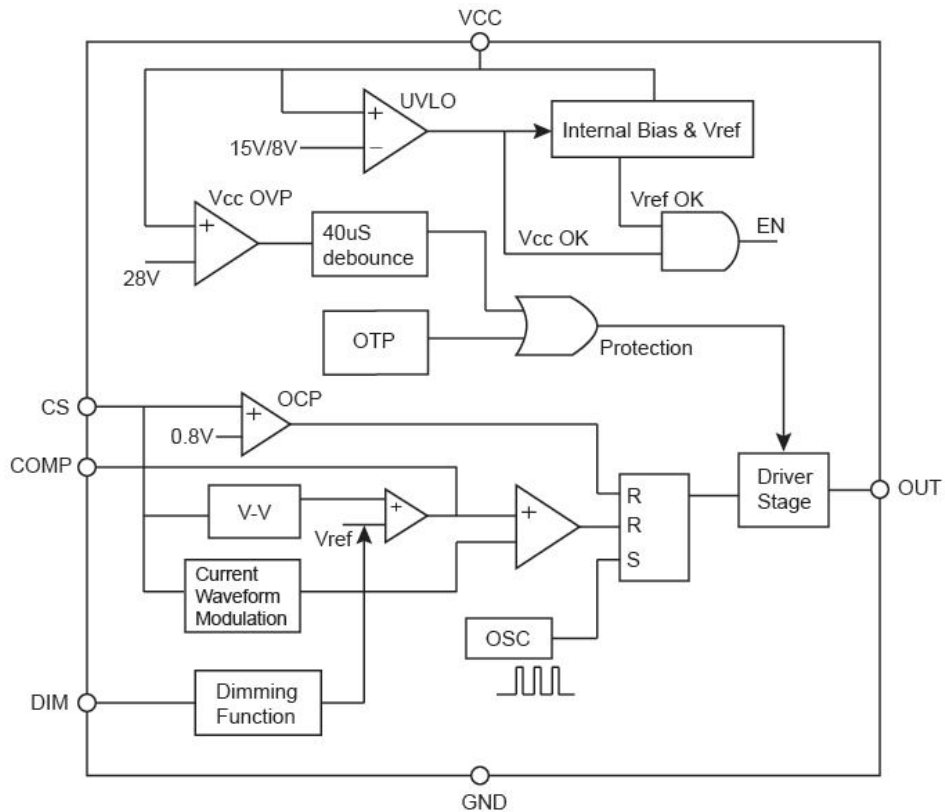 VCC
UVLO
+
−
15V/8V
Internal Bias & Vref
Vcc OVP
+
28V
40uS
debounce
Vref OK
Vcc OK
EN
OTP
Protection
CS
OCP
+
0.8V
COMP
V-V
+
Vref
+
Current
Waveform
Modulation
R
R
S
Driver
Stage
OUT
OSC
DIM
Dimming
Function
GND